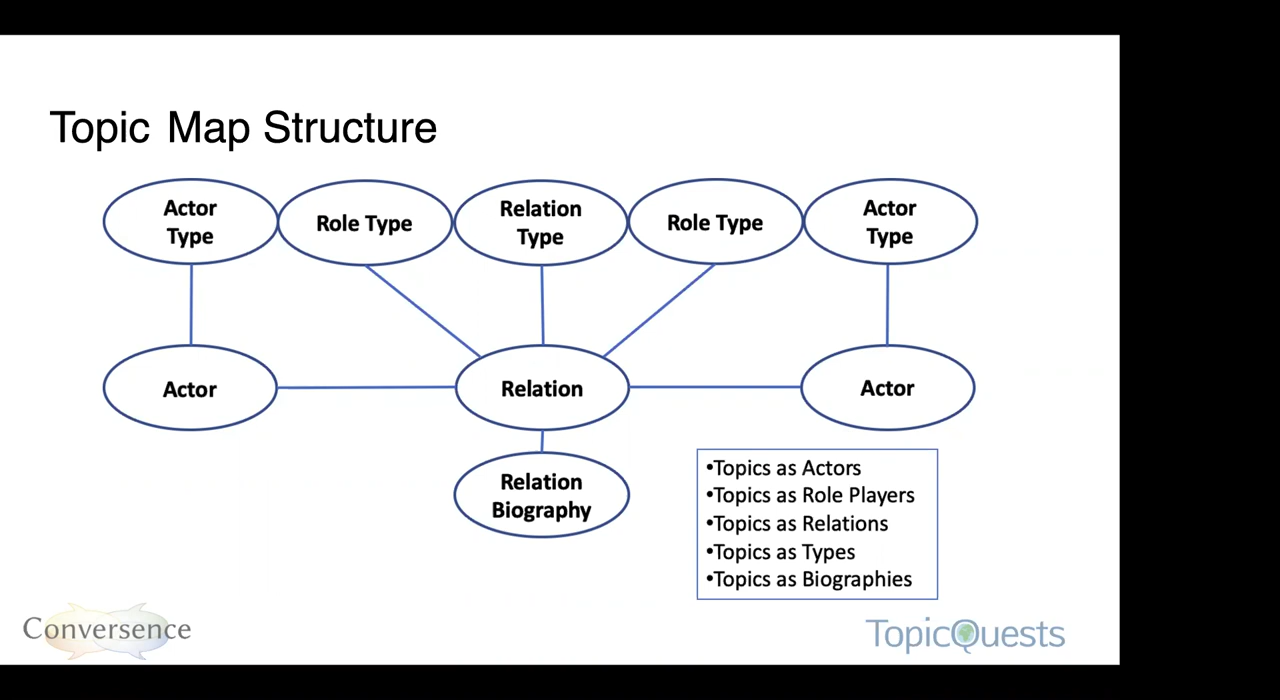 Topic Map Structure
Actor
Type
Role Type
Relation
Type
Role Type
Actor
Type
Actor
Relation
Actor
Relation
Biography
•Topics as Actors
•Topics as Role Players
•Topics as Relations
•Topics as Types
•Topics as Biographies
Conversence
TopicQuests